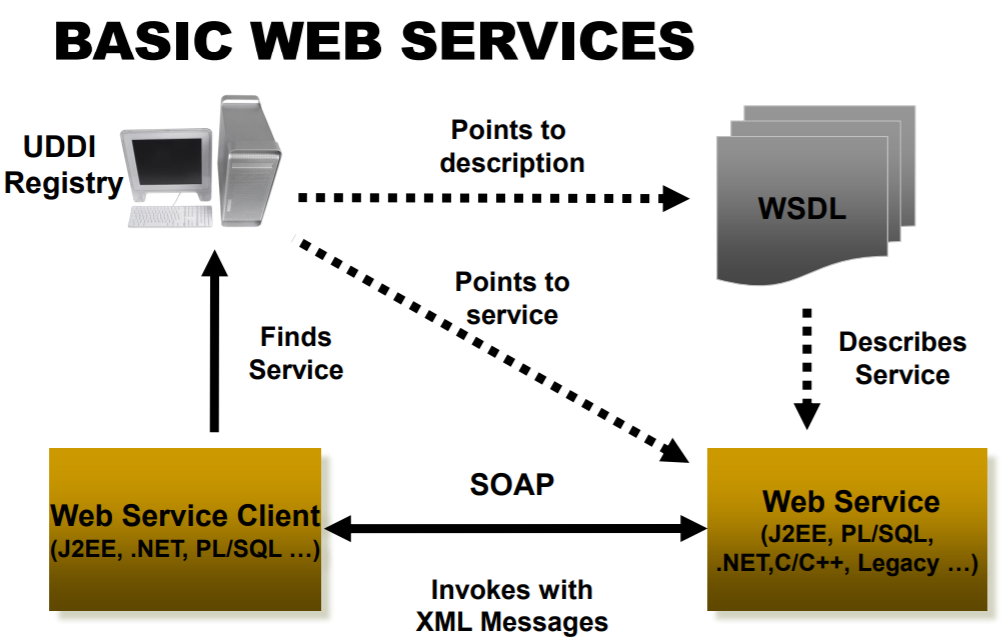 BASIC WEB SERVICES
UDDI
Registry
Points to
description
WSDL
Points to
service
Finds
Service
Describes
Service
SOAP
Web Service Client
(J2EE, .NET, PL/SQL …)
Web Service
(J2EE, PL/SQL,
.NET,C/C++, Legacy …)
Invokes with
XML Messages